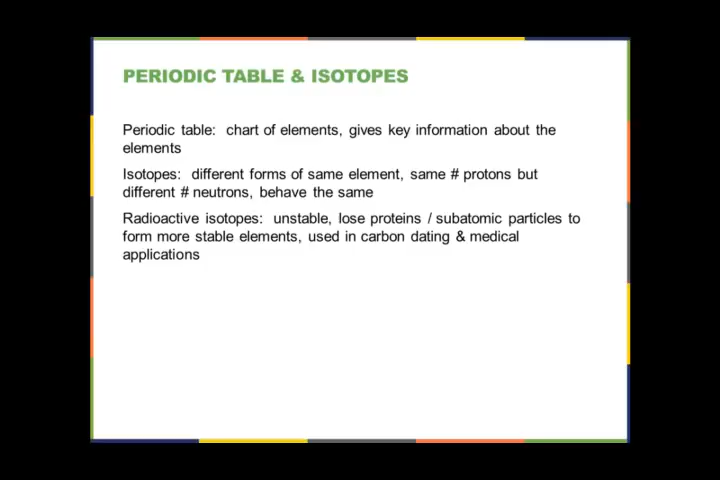 PERIODIC TABLE & ISOTOPES
Periodic table: chart of elements, gives key information about the
elements
Isotopes: different forms of same element, same # protons but
different # neutrons, behave the same
Radioactive isotopes: unstable, lose proteins / subatomic particles to
form more stable elements, used in carbon dating & medical
applications